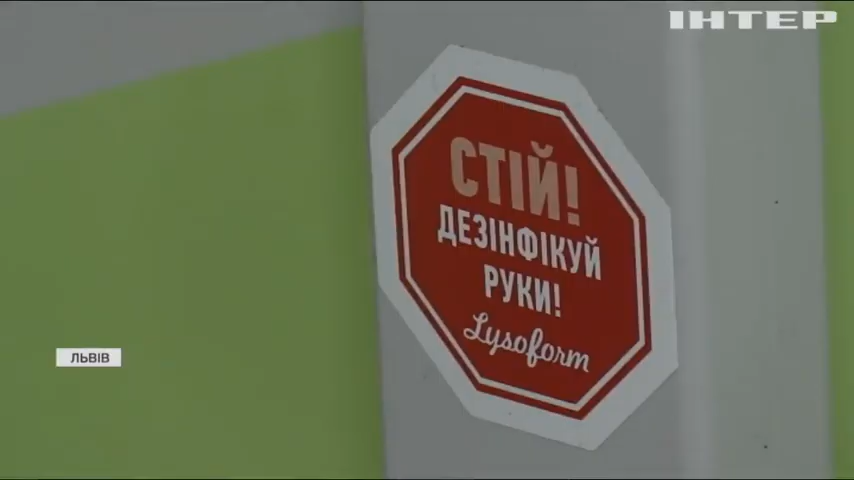 ІНТЕР
СТІЙ!
ДЕЗІНФІКУЙ
РУКИ!
Lysoform
ЛЬВІВ